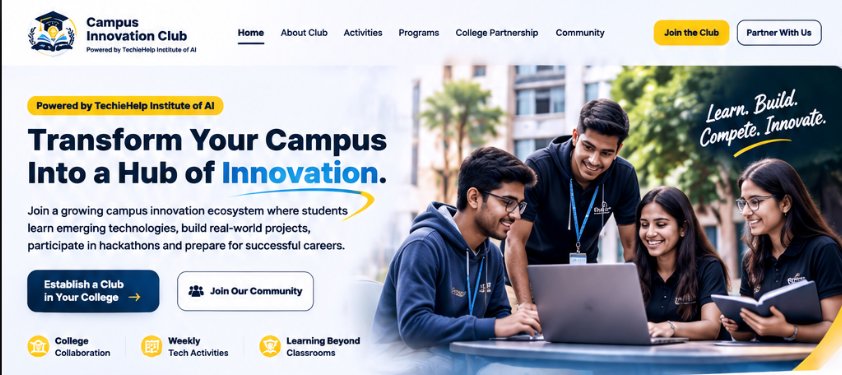 Campus
Innovation Club
Powered by TechieHelp Institute of AI
Home
About Club
Activities
Programs
College Partnership
Community
Join the Club
Partner With Us
Powered by TechieHelp Institute of AI
Transform Your Campus
Into a Hub of Innovation.
Join a growing campus innovation ecosystem where students
learn emerging technologies, build real-world projects,
participate in hackathons and prepare for successful careers.
Establish a Club
in Your College →
Join Our Community
College
Collaboration
Weekly
Tech Activities
Learning Beyond
Classrooms
Learn. Build.
Compete. Innovate.